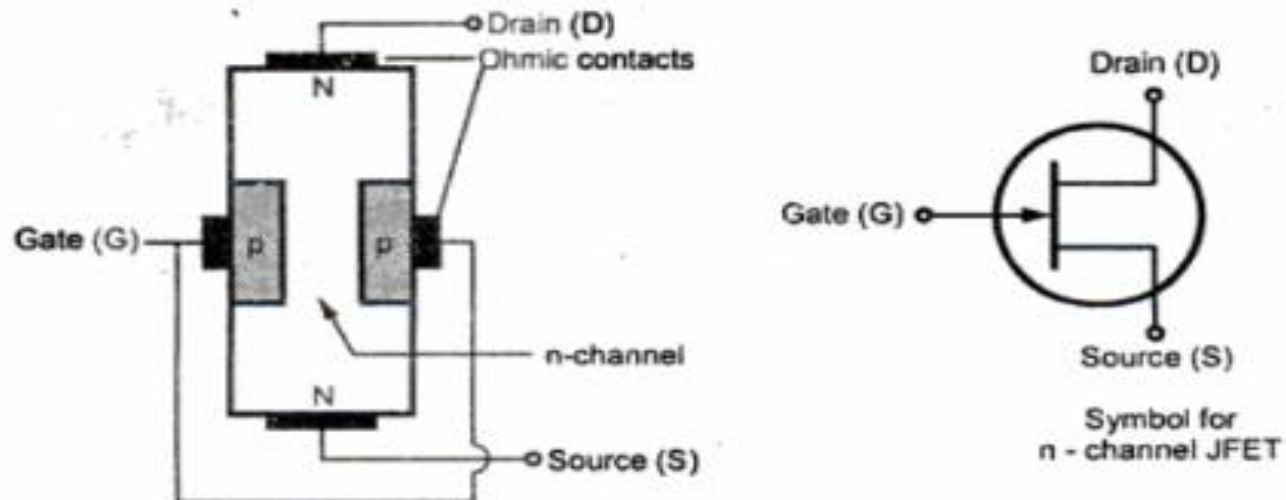 Drain (D)
Ohmic contacts
N
Gate (G)
p
p
n-channel
N
Source (S)
Drain (D)
Gate (G)
Source (S)
Symbol for
n - channel JFET